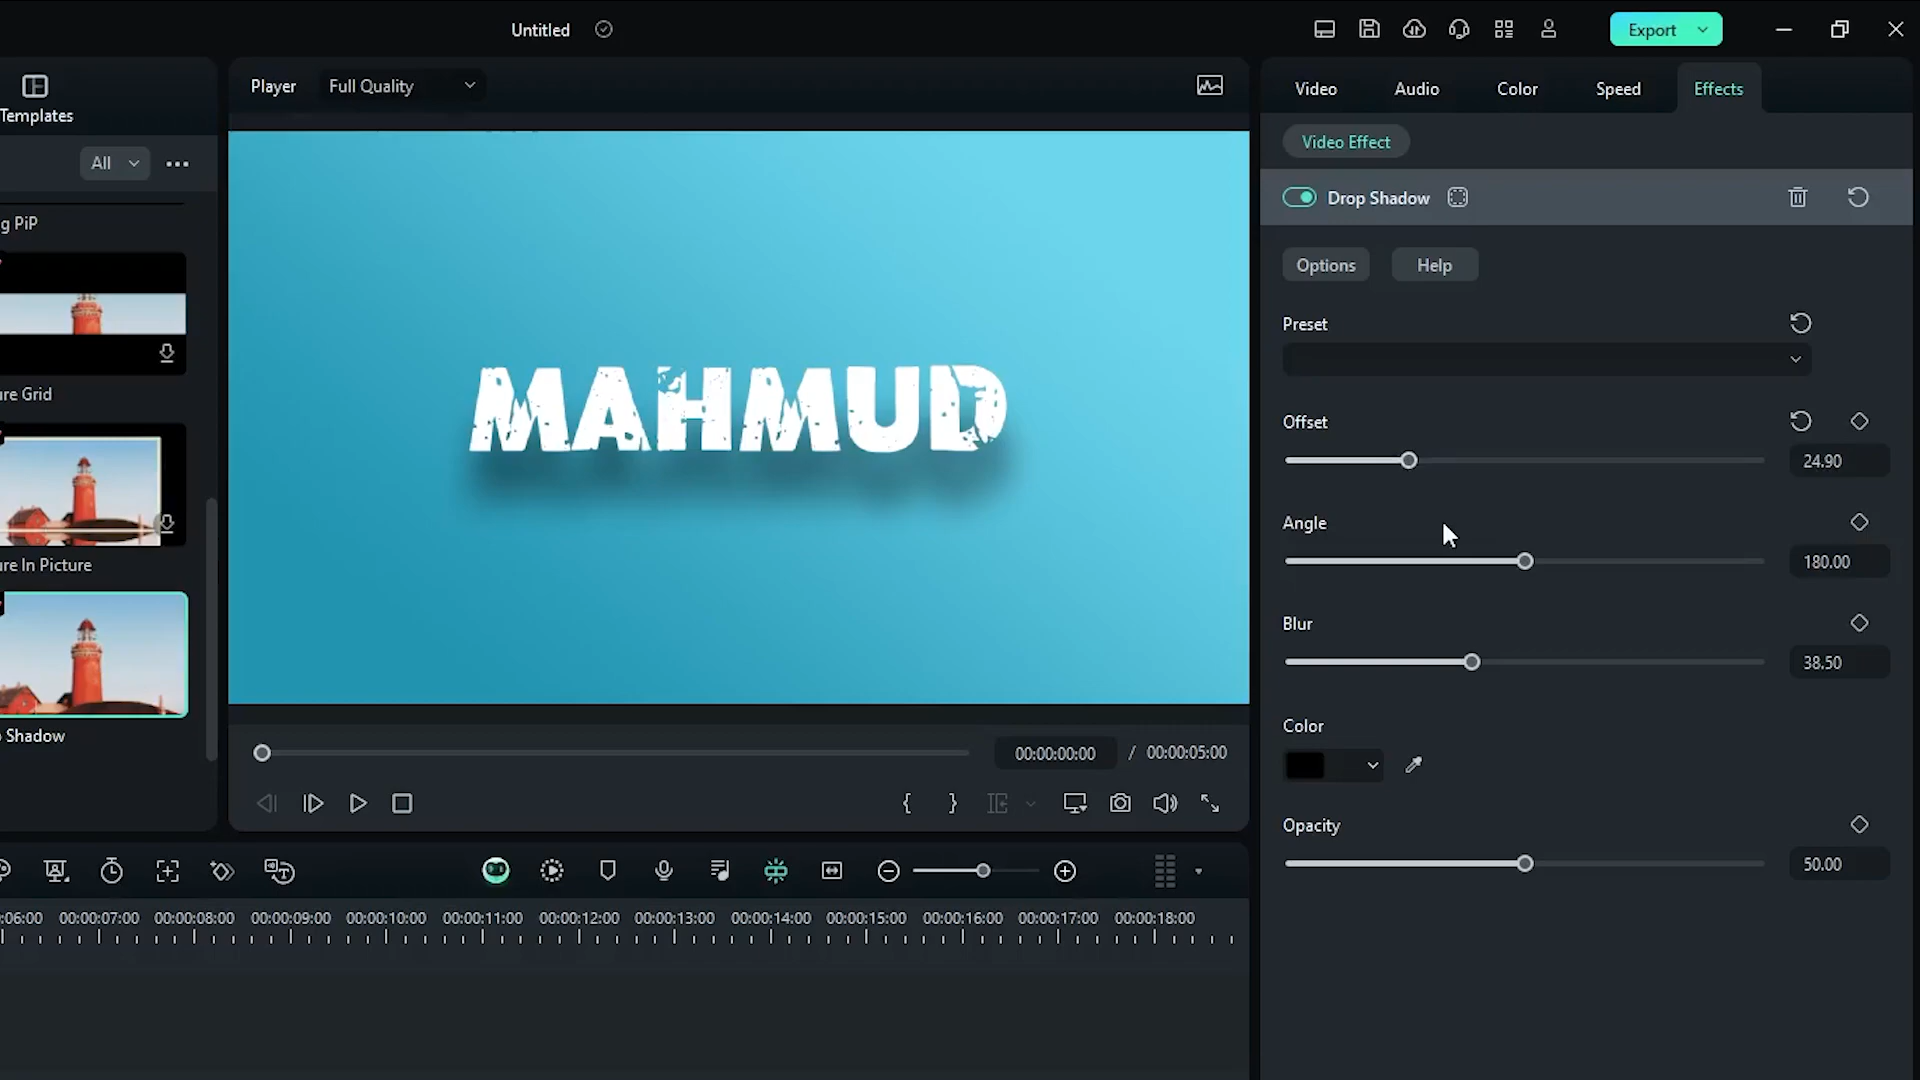 Untitled
Export
Templates
Player
Full Quality
Video
Audio
Color
Speed
Effects
All
Video Effect
Drop Shadow
g PiP
Options
Help
Preset
ure Grid
MAHMUD
Offset
24.90
Angle
180.00
ure In Picture
Blur
38.50
Shadow
Color
00:00:00:00 / 00:00:05:00
Opacity
50.00
:06:00 00:00:07:00 00:00:08:00 00:00:09:00 00:00:10:00 00:00:11:00 00:00:12:00 00:00:13:00 00:00:14:00 00:00:15:00 00:00:16:00 00:00:17:00 00:00:18:00